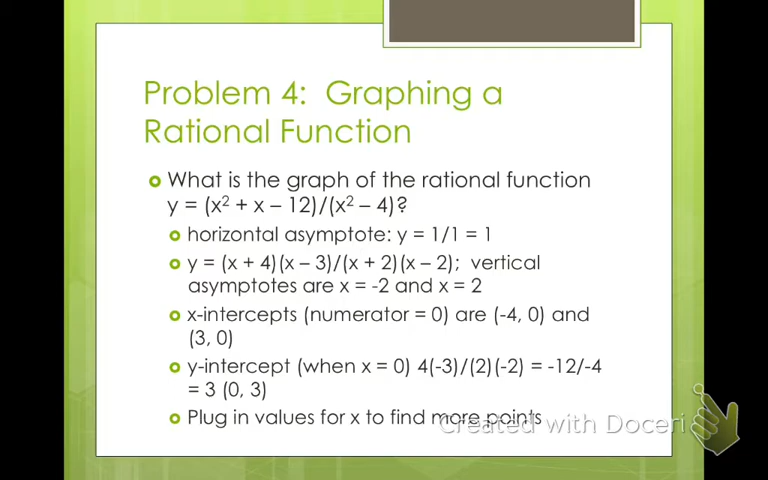 Problem 4: Graphing a
Rational Function
What is the graph of the rational function
y = (x² + x – 12)/(x² – 4)?
horizontal asymptote: y = 1/1 = 1
y = (x + 4)(x – 3)/(x + 2)(x – 2); vertical
asymptotes are x = -2 and x = 2
x-intercepts (numerator = 0) are (-4, 0) and
(3, 0)
y-intercept (when x = 0) 4(-3)/(2)(-2) = -12/-4
= 3 (0, 3)
Plug in values for x to find more points
Created with Doceri